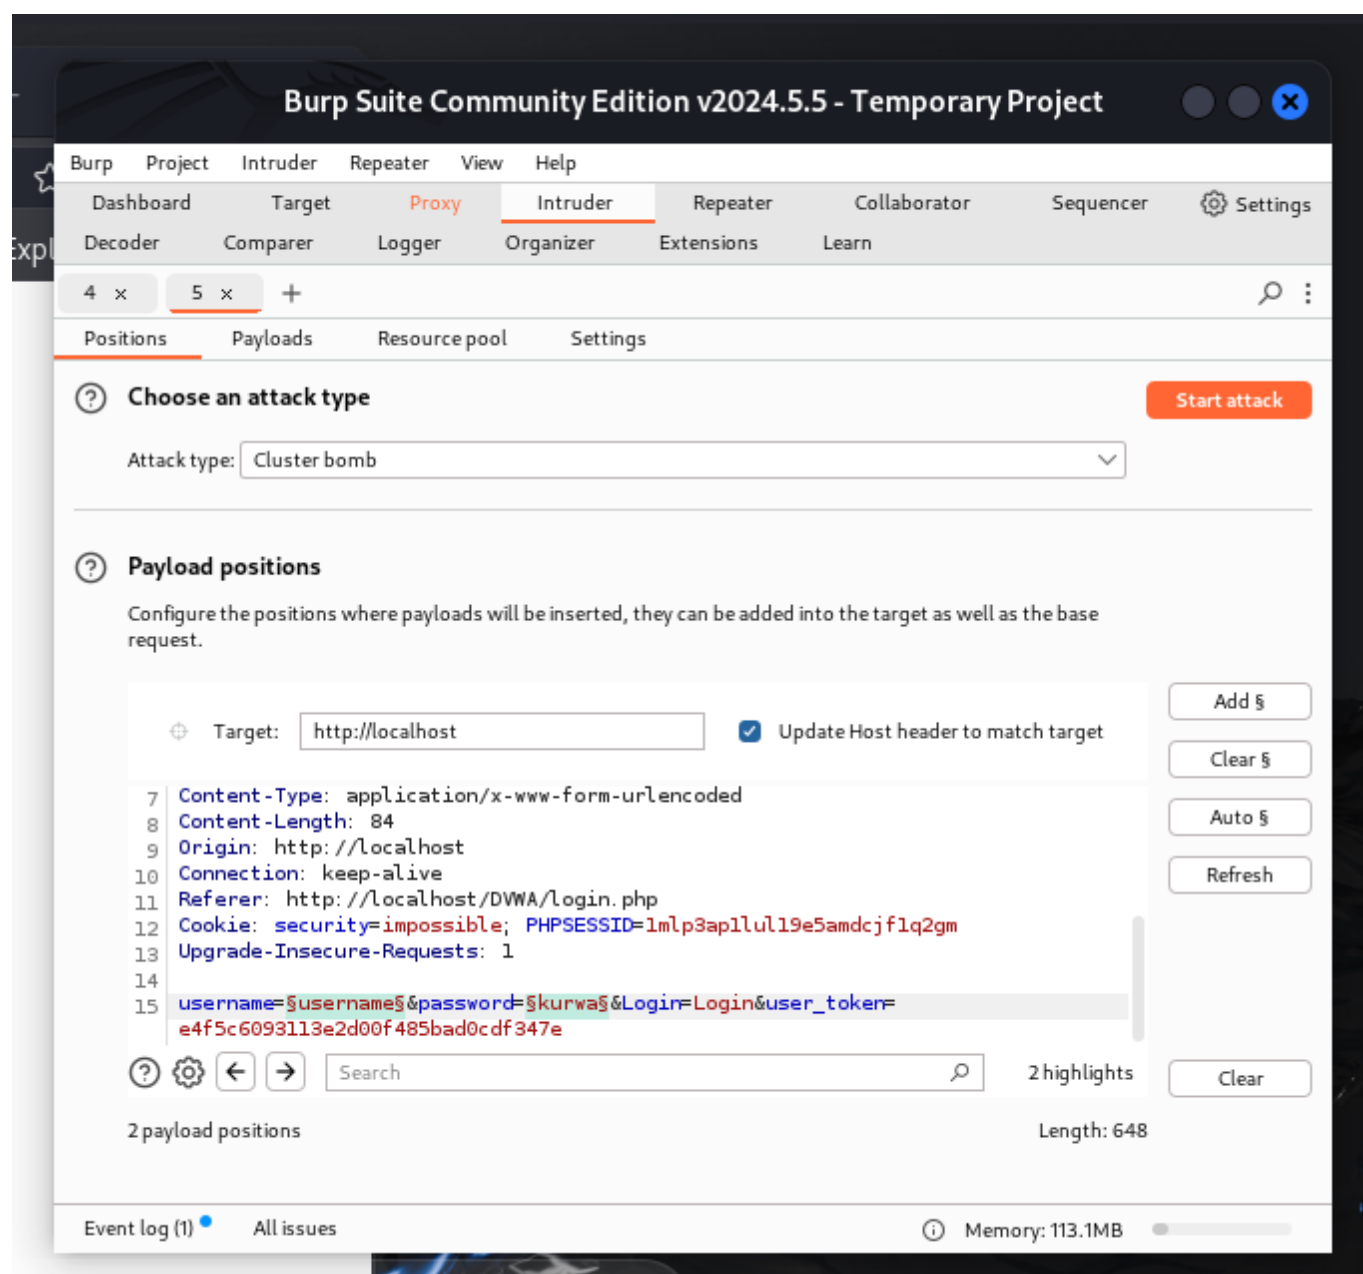 Burp Suite Community Edition v2024.5.5 - Temporary Project
Burp Project Intruder Repeater View Help
Dashboard Target Proxy Intruder Repeater Collaborator Sequencer Settings
Expl
Decoder Comparer Logger Organizer Extensions Learn
4 × 5 × +
Positions Payloads Resource pool Settings
Choose an attack type
Start attack
Attack type: Cluster bomb
Payload positions
Configure the positions where payloads will be inserted, they can be added into the target as well as the base
request.
Add §
Target: http://localhost Update Host header to match target
Clear §
7 Content-Type: application/x-www-form-urlencoded
8 Content-Length: 84
Auto §
9 Origin: http://localhost
10 Connection: keep-alive
Refresh
11 Referer: http://localhost/DVWA/login.php
12 Cookie: security=impossible; PHPSESSID=1mlp3ap1lul19e5amdcjf1q2gm
13 Upgrade-Insecure-Requests: 1
14
15 username=§username§&password=§kurwa§&Login=Login&user_token=
e4f5c6093113e2d00f485bad0cdf347e
Search 2 highlights Clear
2 payload positions Length: 648
Event log (1) All issues Memory: 113.1MB